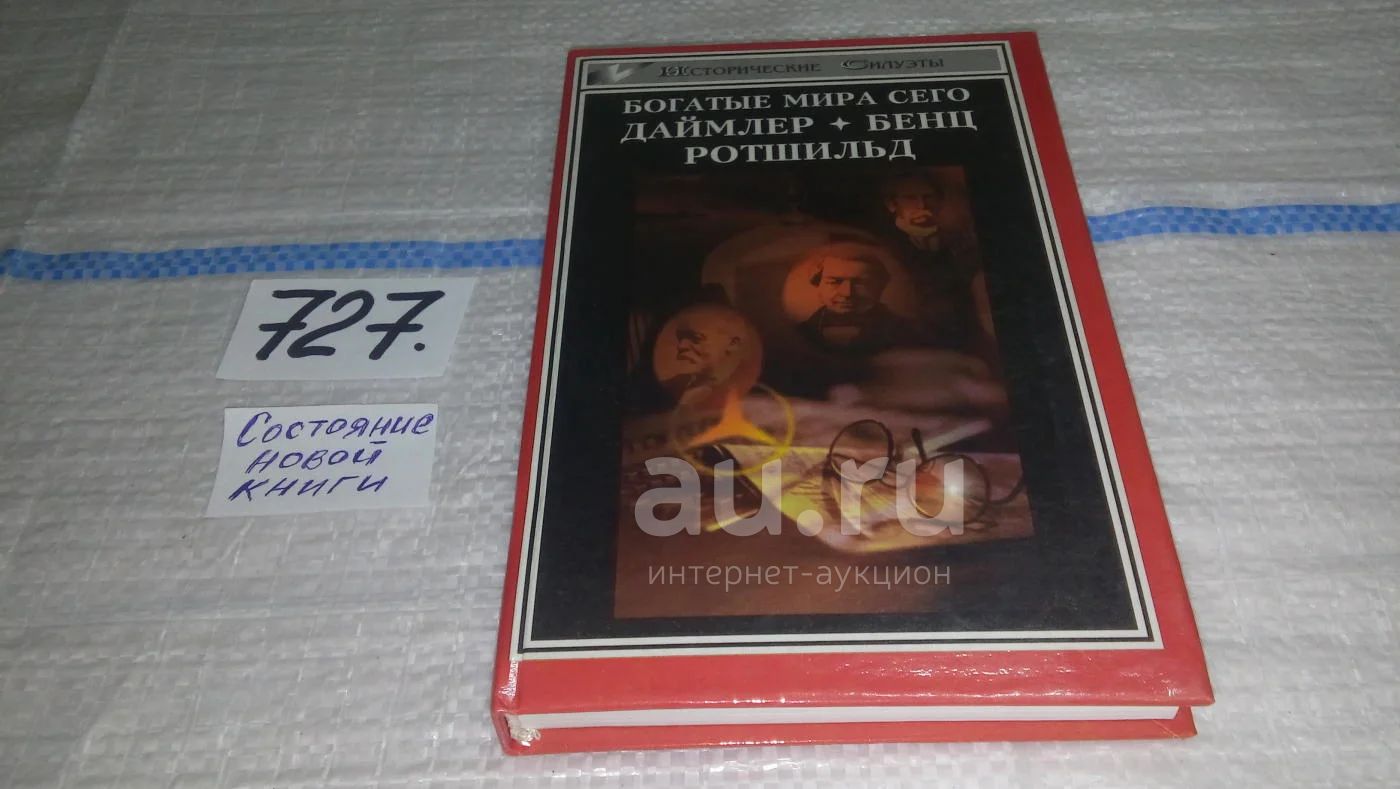 Исторические Силуэты
БОГАТЫЕ МИРА СЕГО
ДАЙМЛЕР ✦ БЕНЦ
РОТШИЛЬД
727.
Состояние
новой
книги
au.ru
интернет-аукцион